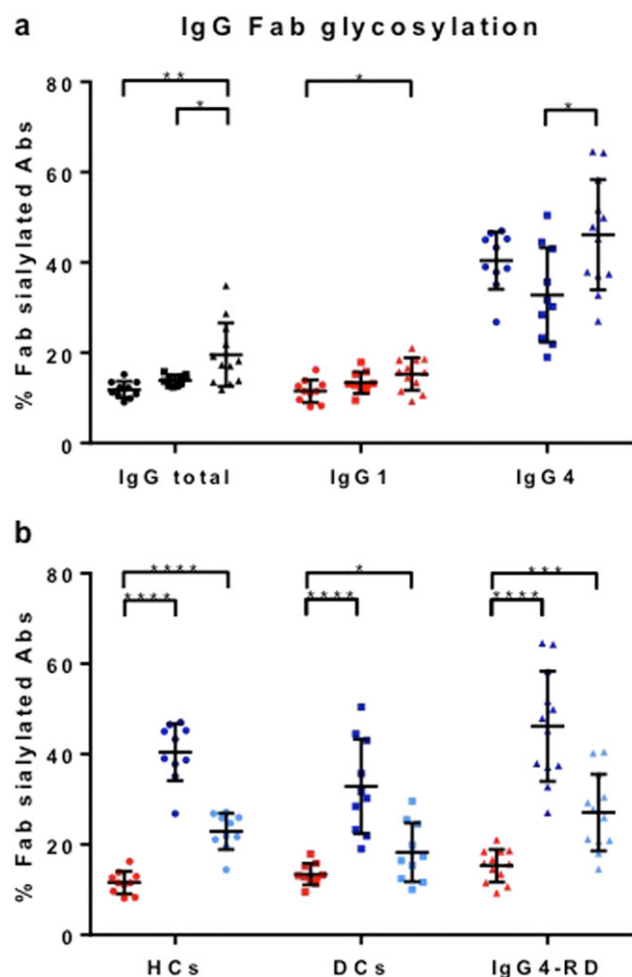 a
IgG Fab glycosylation
% Fab sialylated Abs
80
60
40
20
0
**
*
*
*
IgG total
IgG1
IgG4
b
% Fab sialylated Abs
80
60
40
20
0
****
****
*
****
***
****
HCs
DCs
IgG4-RD